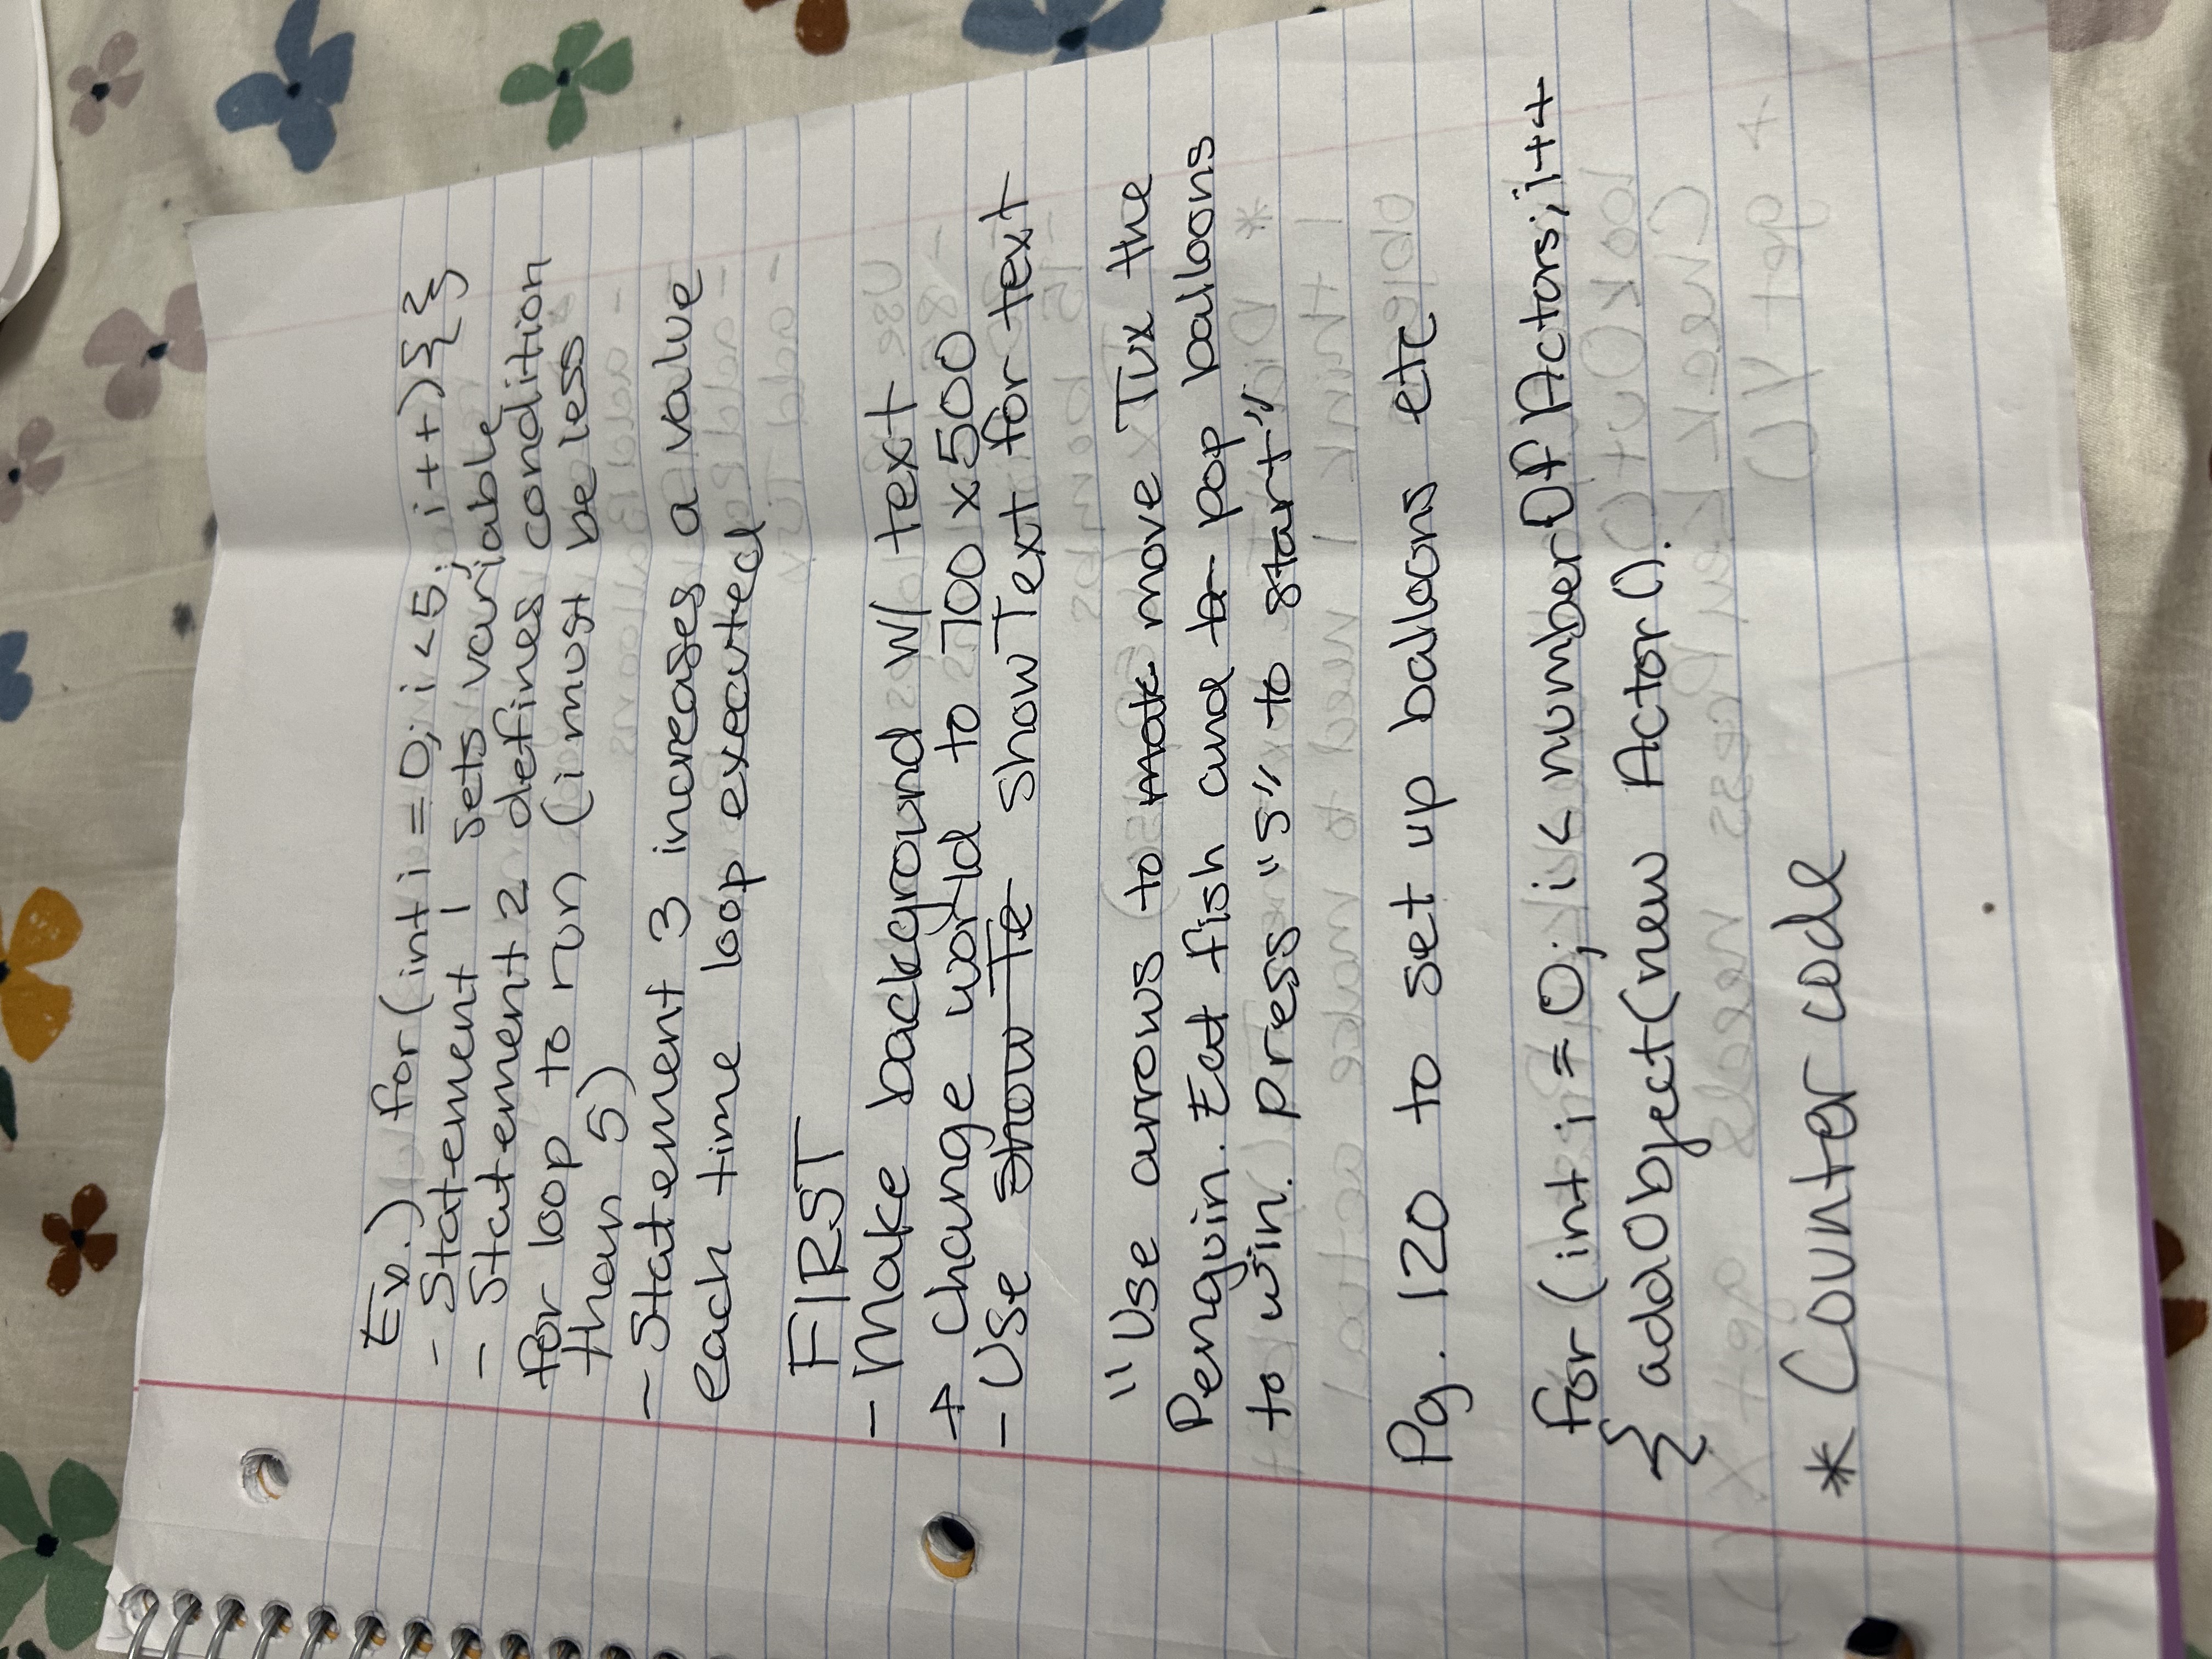 Ex.) for(int i = 0; i < 5; i++){}
- Statement 1 sets variable
- Statement 2 defines condition
for loop to run (i must be less
than 5)
- Statement 3 increases a value
each time loop executed
FIRST
- Make background w/ text
→ Change world to 700 x 500
- Use show Te showText for text
"Use arrows to mak move Tux the
Penguin. Eat fish and b pop balloons
to win. Press "S" to start"
Pg. 120 to set up balloons etc
for (int i = 0; i < numberOfActors; i++
{ addObject(new Actor().
* Counter code